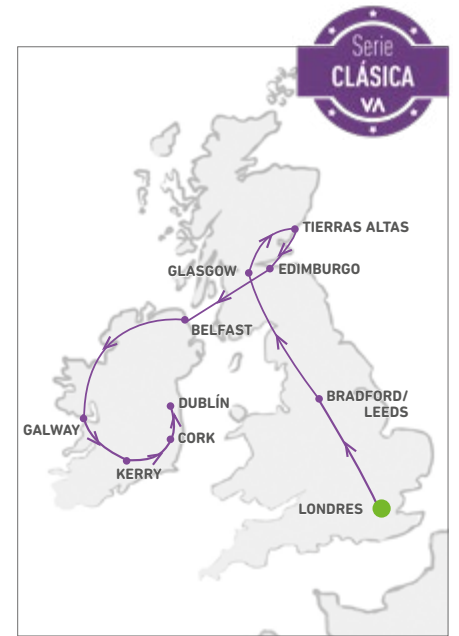 Serie
CLÁSICA
VA
TIERRAS ALTAS
GLASGOW
EDIMBURGO
BELFAST
DUBLÍN
BRADFORD/
LEEDS
GALWAY
CORK
KERRY
LONDRES